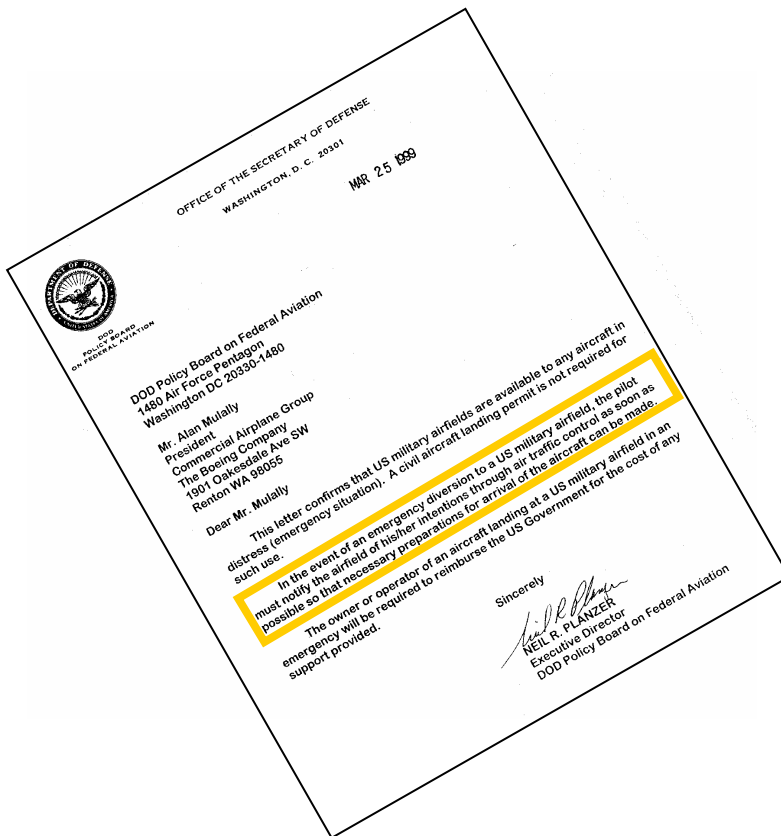 OFFICE OF THE SECRETARY OF DEFENSE
WASHINGTON, D. C. 20301
MAR 25 1999
DEPARTMENT OF DEFENSE
DOD
POLICY BOARD
ON FEDERAL AVIATION
DOD Policy Board on Federal Aviation
1480 Air Force Pentagon
Washington DC 20330-1480
Mr. Alan Mulally
President
Commercial Airplane Group
The Boeing Company
1901 Oakesdale Ave SW
Renton WA 98055
Dear Mr. Mulally
This letter confirms that US military airfields are available to any aircraft in
distress (emergency situation). A civil aircraft landing permit is not required for
such use.
In the event of an emergency diversion to a US military airfield, the pilot
must notify the airfield of his/her intentions through air traffic control as soon as
possible so that necessary preparations for arrival of the aircraft can be made.
The owner or operator of an aircraft landing at a US military airfield in an
emergency will be required to reimburse the US Government for the cost of any
support provided.
Sincerely
Neil R Planzer
NEIL R. PLANZER
Executive Director
DOD Policy Board on Federal Aviation